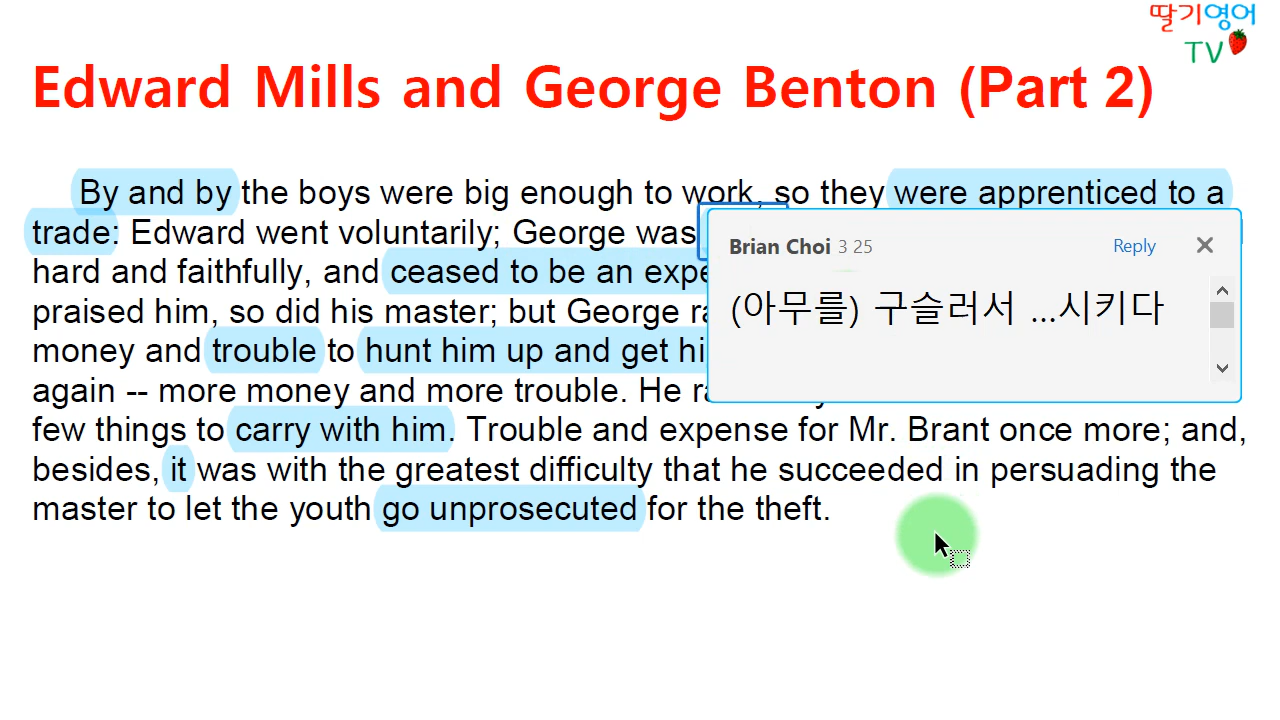 딸기영어
TV
Edward Mills and George Benton (Part 2)
By and by the boys were big enough to work, so they were apprenticed to a
trade: Edward went voluntarily; George was
hard and faithfully, and ceased to be an
praised him, so did his master; but George
money and trouble to hunt him up and get
again -- more money and more trouble. He
few things to carry with him. Trouble and expense for Mr. Brant once more; and,
besides, it was with the greatest difficulty that he succeeded in persuading the
master to let the youth go unprosecuted for the theft.
Brian Choi 3 25 Reply
(아무를) 구슬러서 ...시키다